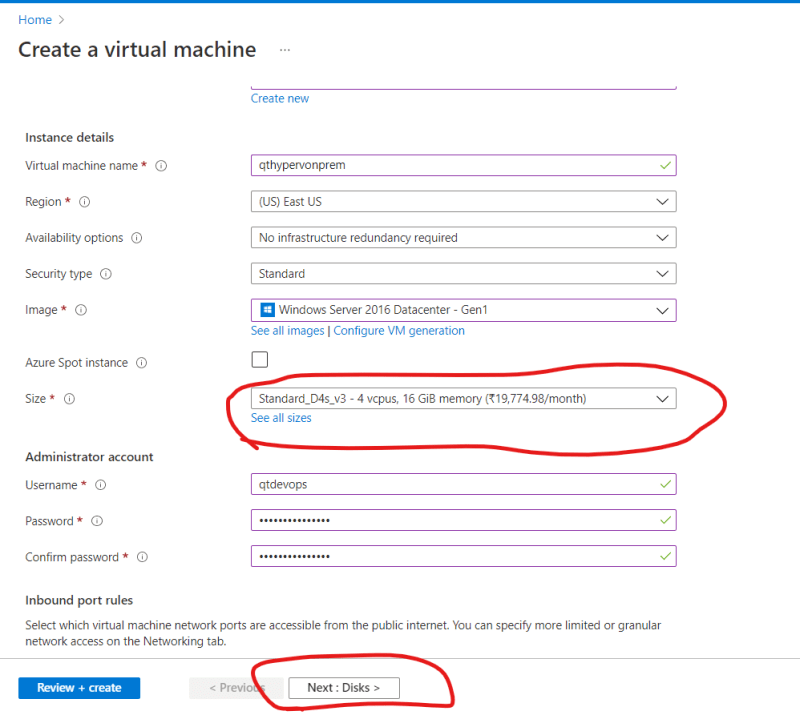 Home >
Create a virtual machine ...
Create new
Instance details
Virtual machine name * qthypervonprem
Region * (US) East US
Availability options No infrastructure redundancy required
Security type Standard
Image * Windows Server 2016 Datacenter - Gen1
See all images | Configure VM generation
Azure Spot instance
Size * Standard_D4s_v3 - 4 vcpus, 16 GiB memory (₹19,774.98/month)
See all sizes
Administrator account
Username * qtdevops
Password * •••••••••••••••
Confirm password * •••••••••••••••
Inbound port rules
Select which virtual machine network ports are accessible from the public internet. You can specify more limited or granular
network access on the Networking tab.
Review + create < Previous Next : Disks >